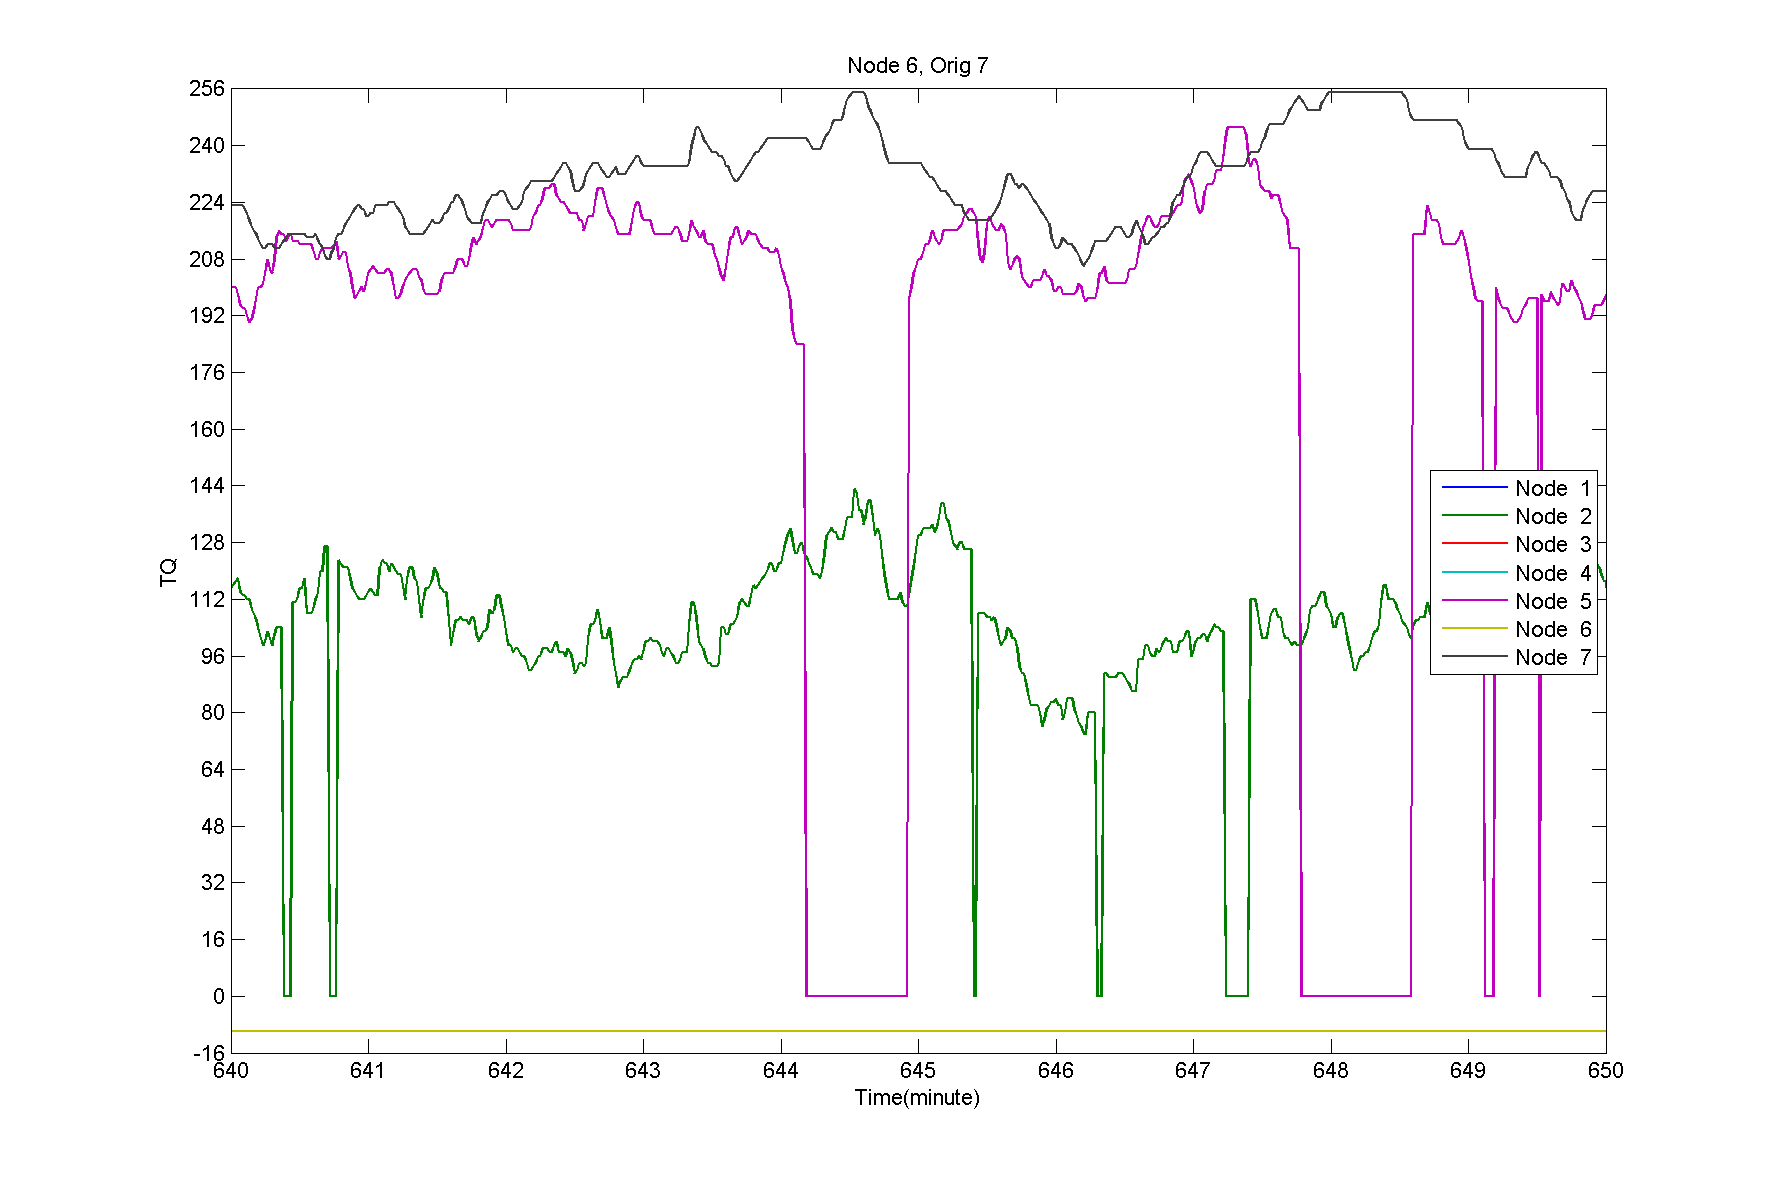 Node 6, Orig 7
256
240
224
208
192
176
160
144
128
112
96
80
64
48
32
16
0
-16
TQ
640 641 642 643 644 645 646 647 648 649 650
Time(minute)
Node 1
Node 2
Node 3
Node 4
Node 5
Node 6
Node 7